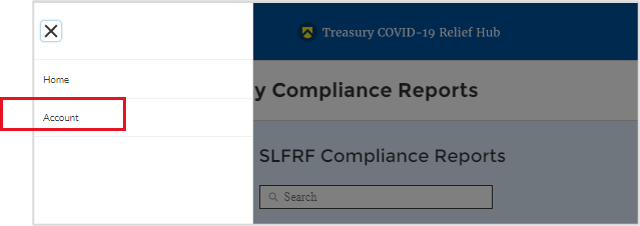 Treasury COVID-19 Relief Hub
Home
y Compliance Reports
Account
SLFRF Compliance Reports
Search